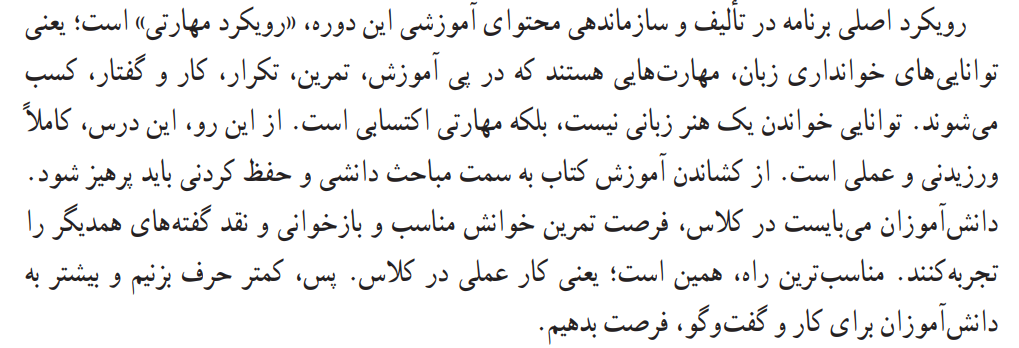 رویکرد اصلی برنامه در تألیف و سازماندهی محتوای آموزشی این دوره، «رویکرد مهارتی» است؛ یعنی
توانایی‌های خوانداری زبان، مهارت‌هایی هستند که در پی آموزش، تمرین، تکرار، کار و گفتار، کسب
می‌شوند. توانایی خواندن یک هنر زبانی نیست، بلکه مهارتی اکتسابی است. از این رو، این درس، کاملاً
ورزیدنی و عملی است. از کشاندن آموزش کتاب به سمت مباحث دانشی و حفظ کردنی باید پرهیز شود.
دانش‌آموزان می‌بایست در کلاس، فرصت تمرین خوانش مناسب و بازخوانی و نقد گفته‌های همدیگر را
تجربه‌کنند. مناسب‌ترین راه، همین است؛ یعنی کار عملی در کلاس. پس، کمتر حرف بزنیم و بیشتر به
دانش‌آموزان برای کار و گفت‌وگو، فرصت بدهیم.